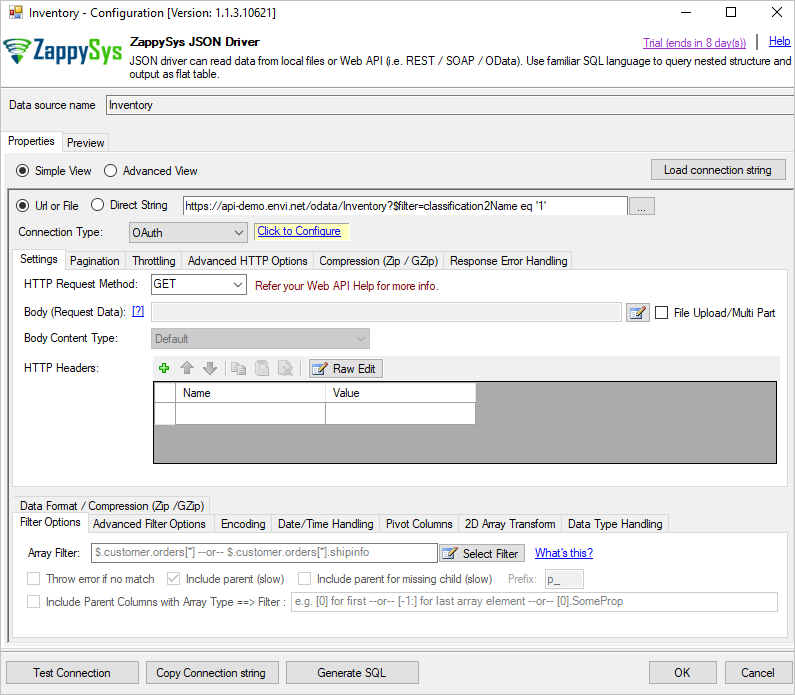 Inventory - Configuration [Version: 1.1.3.10621]
ZappySys
ZappySys JSON Driver
JSON driver can read data from local files or Web API (i.e. REST / SOAP / OData). Use familiar SQL language to query nested structure and output as flat table.
Trial (ends in 8 day(s)) | Help
Data source name Inventory
Properties Preview
Simple View Advanced View Load connection string
Url or File Direct String https://api-demo.envi.net/odata/Inventory?$filter=classification2Name eq '1' ...
Connection Type: OAuth Click to Configure
Settings Pagination Throttling Advanced HTTP Options Compression (Zip / GZip) Response Error Handling
HTTP Request Method: GET Refer your Web API Help for more info.
Body (Request Data): [?] File Upload/Multi Part
Body Content Type: Default
HTTP Headers: Raw Edit
Name Value
Data Format / Compression (Zip /GZip)
Filter Options Advanced Filter Options Encoding Date/Time Handling Pivot Columns 2D Array Transform Data Type Handling
Array Filter: $.customer.orders[*] --or-- $.customer.orders[*].shipinfo Select Filter What's this?
Throw error if no match Include parent (slow) Include parent for missing child (slow) Prefix: p_
Include Parent Columns with Array Type ==> Filter : e.g. [0] for first --or-- [-1:] for last array element --or-- [0].SomeProp
Test Connection Copy Connection string Generate SQL OK Cancel